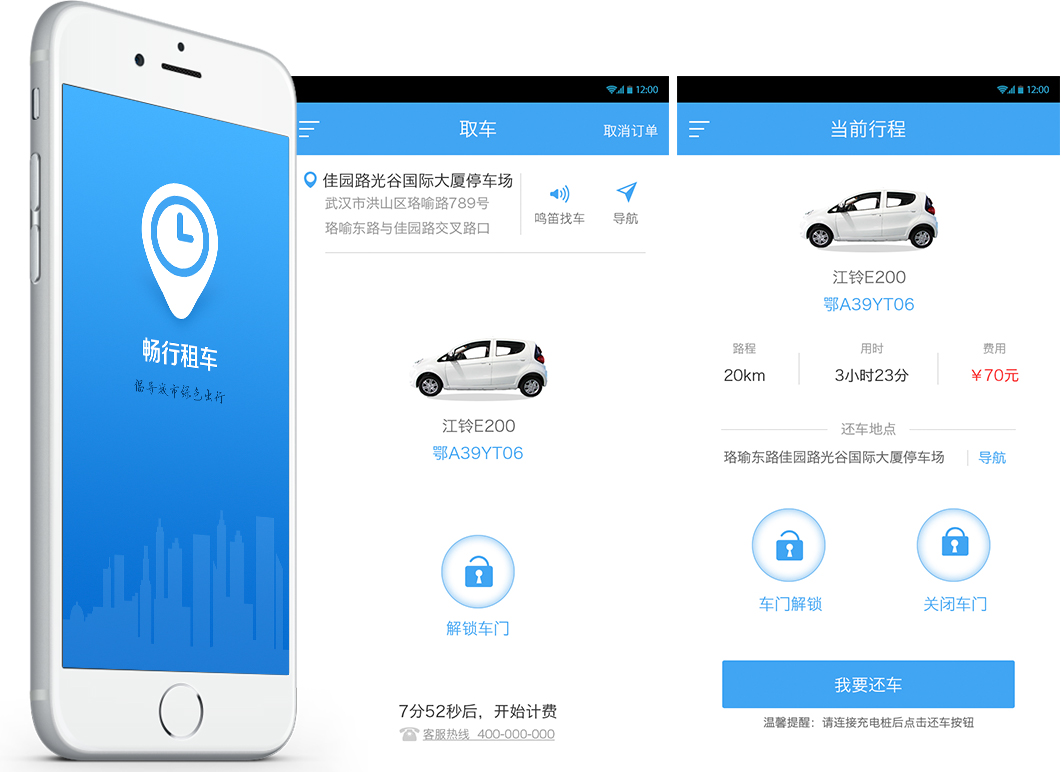 畅行租车
倡导城市绿色出行
12:00
取车
取消订单
佳园路光谷国际大厦停车场
武汉市洪山区珞喻路789号
珞喻东路与佳园路交叉路口
鸣笛找车
导航
江铃E200
鄂A39YT06
解锁车门
7分52秒后，开始计费
客服热线 400-000-000
12:00
当前行程
江铃E200
鄂A39YT06
路程
用时
费用
20km
3小时23分
￥70元
还车地点
珞瑜东路佳园路光谷国际大厦停车场
导航
车门解锁
关闭车门
我要还车
温馨提醒：请连接充电桩后点击还车按钮